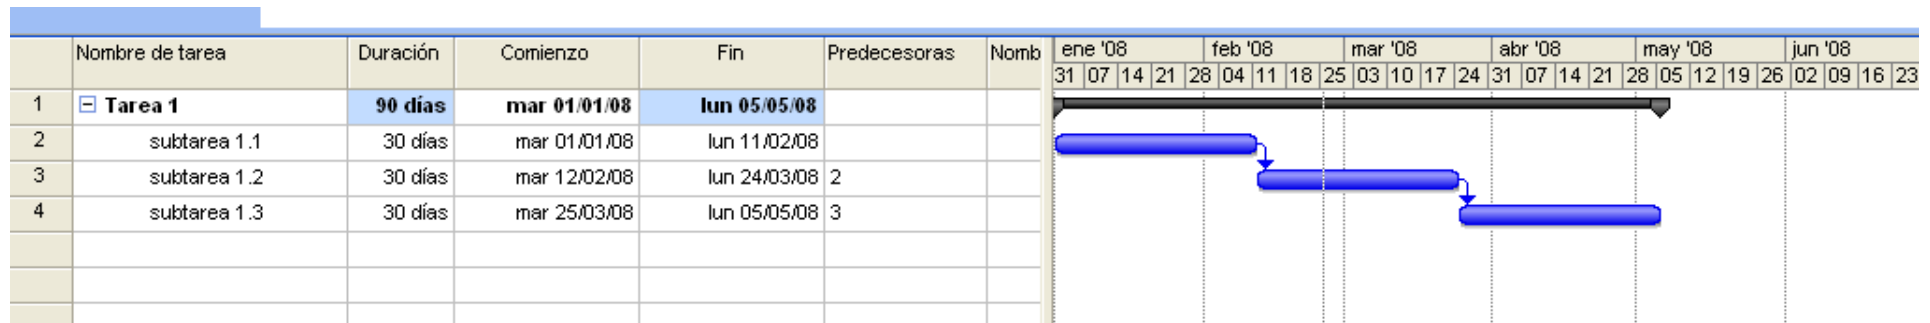 Nombre de tarea Duración Comienzo Fin Predecesoras Nomb ene '08 feb '08 mar '08 abr '08 may '08 jun '08
31 07 14 21 28 04 11 18 25 03 10 17 24 31 07 14 21 28 05 12 19 26 02 09 16 23
1 Tarea 1 90 días mar 01/01/08 lun 05/05/08
2 subtarea 1.1 30 días mar 01/01/08 lun 11/02/08
3 subtarea 1.2 30 días mar 12/02/08 lun 24/03/08 2
4 subtarea 1.3 30 días mar 25/03/08 lun 05/05/08 3